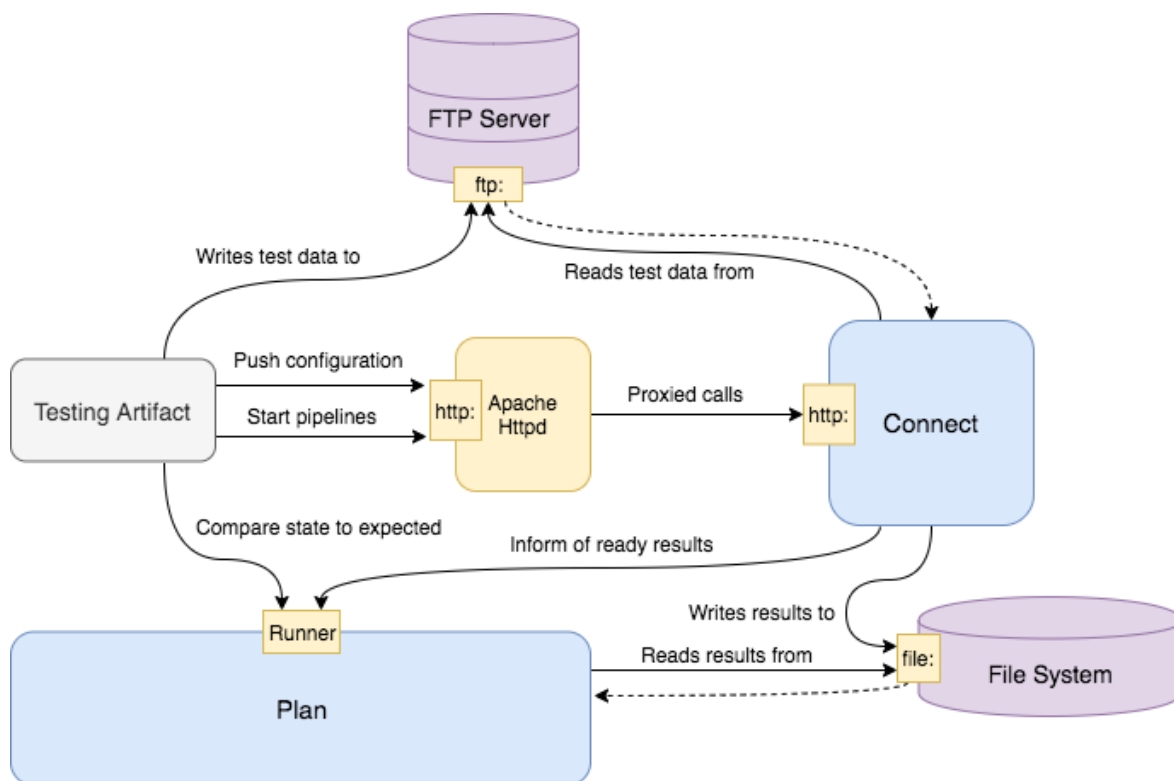 FTP Server
ftp:
Writes test data to
Reads test data from
Push configuration
Testing Artifact
Start pipelines
http:
Apache
Httpd
Proxied calls
http:
Connect
Compare state to expected
Inform of ready results
Writes results to
Runner
Reads results from
file:
File System
Plan